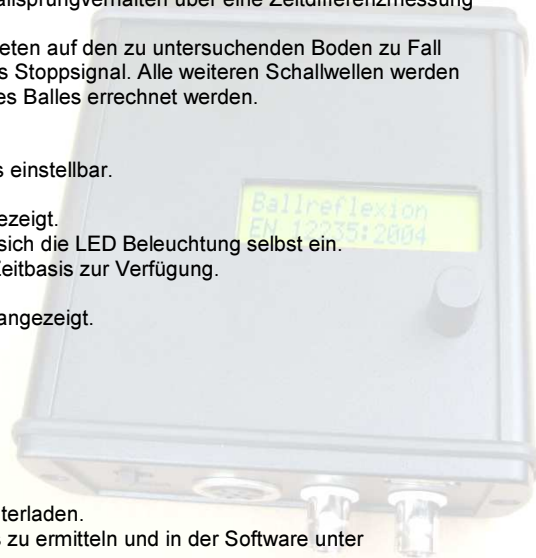 allsprungverhalten über eine Zeitdifferenzmessung
eten auf den zu untersuchenden Boden zu Fall
s Stoppsignal. Alle weiteren Schallwellen werden
es Balles errechnet werden.
s einstellbar.
ezeigt.
Ballreflexion
EN 12235:2004
sich die LED Beleuchtung selbst ein.
Zeitbasis zur Verfügung.
angezeigt.
terladen.
s zu ermitteln und in der Software unter